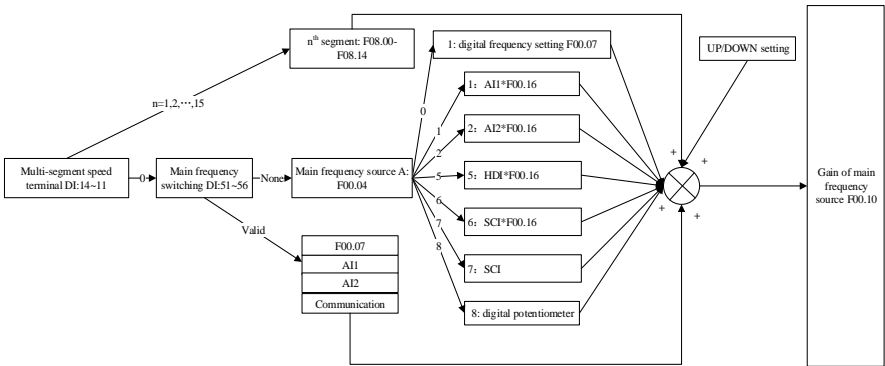 nth segment: F08.00-
F08.14
1: digital frequency setting F00.07
UP/DOWN setting
n=1,2,⋯,15
0
1：AI1*F00.16
1
2：AI2*F00.16
2
+
+
Multi-segment speed
terminal DI:14~11
0
Main frequency
switching DI:51~56
None
Main frequency source A:
F00.04
5
5：HDI*F00.16
Gain of main
frequency
source F00.10
6
6：SCI*F00.16
+
+
Valid
7
7：SCI
F00.07
AI1
AI2
Communication
8
8: digital potentiometer